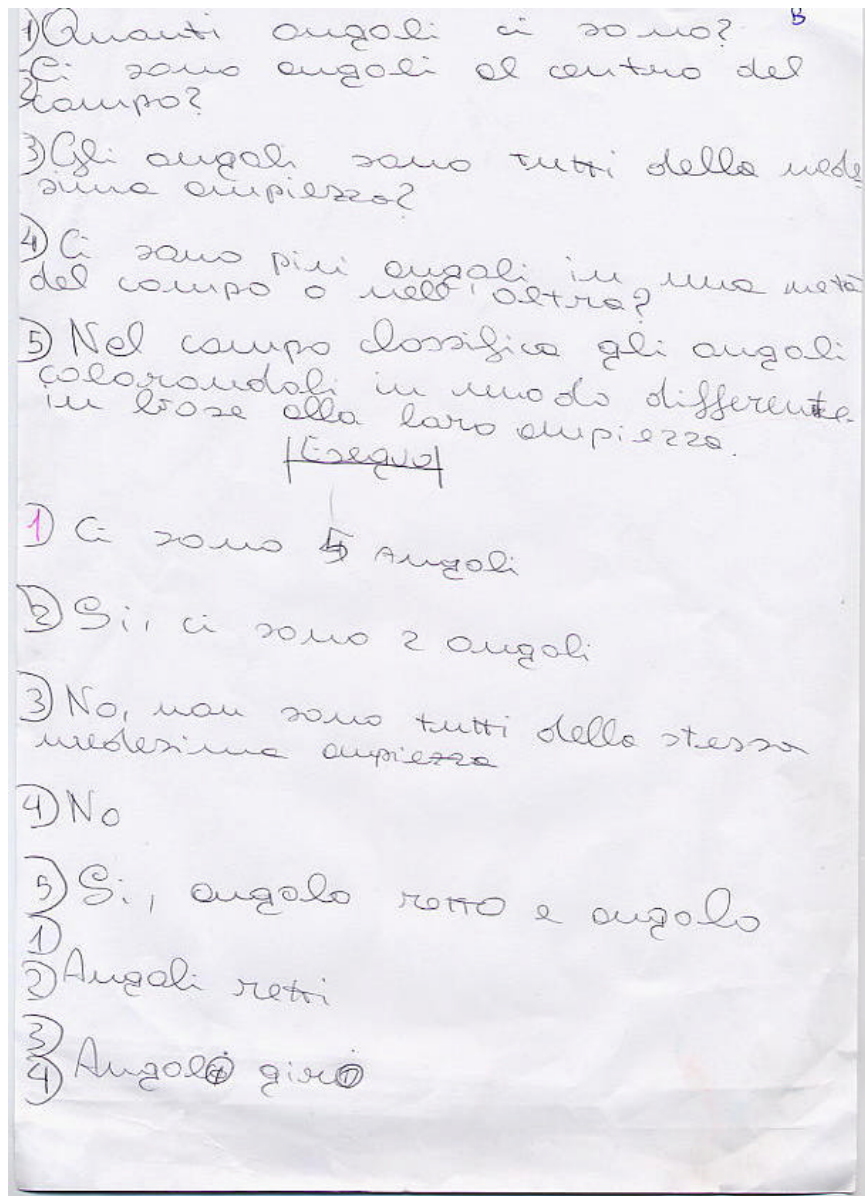 B
1) Quanti angoli ci sono?
2) Ci sono angoli al centro del
campo?
3) Gli angoli sono tutti della mede
sima ampiezza?
4) Ci sono più angoli in una metà
del campo o nell'altra?
5) Nel campo classifica gli angoli
colorandoli in modo differente
in base alla loro ampiezza.
Eseguo
1) Ci sono 5 Angoli
2) Si, ci sono 2 angoli
3) No, non sono tutti della stessa
medesima ampiezza
4) No
5) Si, angolo retto e angolo
1)
2) Angoli retti
3)
4) Angolo giro